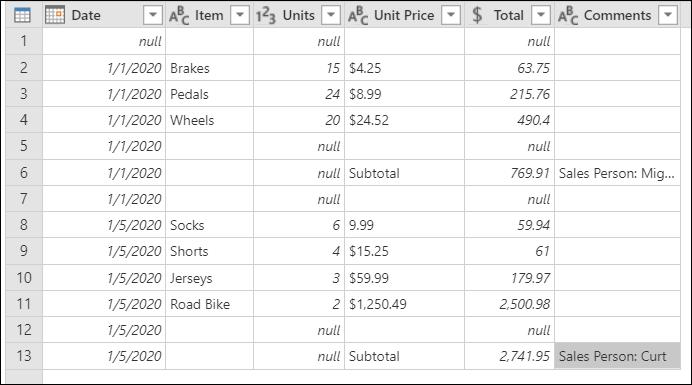 Date ABC Item 123 Units ABC Unit Price $ Total ABC Comments
1 null null null
2 1/1/2020 Brakes 15 $4.25 63.75
3 1/1/2020 Pedals 24 $8.99 215.76
4 1/1/2020 Wheels 20 $24.52 490.4
5 1/1/2020 null null
6 1/1/2020 null Subtotal 769.91 Sales Person: Mig...
7 1/1/2020 null null
8 1/5/2020 Socks 6 9.99 59.94
9 1/5/2020 Shorts 4 $15.25 61
10 1/5/2020 Jerseys 3 $59.99 179.97
11 1/5/2020 Road Bike 2 $1,250.49 2,500.98
12 1/5/2020 null null
13 1/5/2020 null Subtotal 2,741.95 Sales Person: Curt